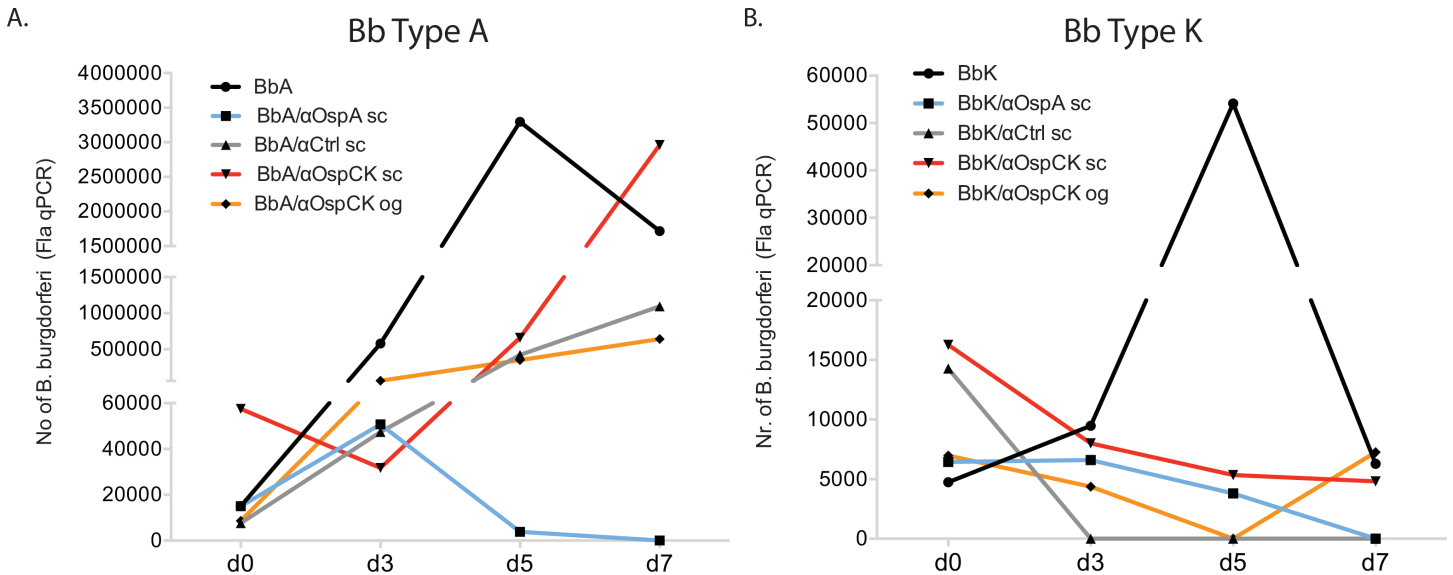 A.
Bb Type A
No of B. burgdorferi (Fla qPCR)
4000000
3500000
3000000
2500000
2000000
1500000
1500000
1000000
500000
60000
40000
20000
0
BbA
BbA/αOspA sc
BbA/αCtrl sc
BbA/αOspCK sc
BbA/αOspCK og
d0 d3 d5 d7
B.
Bb Type K
Nr. of B. burgdorferi (Fla qPCR)
60000
50000
40000
30000
20000
20000
15000
10000
5000
0
BbK
BbK/αOspA sc
BbK/αCtrl sc
BbK/αOspCK sc
BbK/αOspCK og
d0 d3 d5 d7